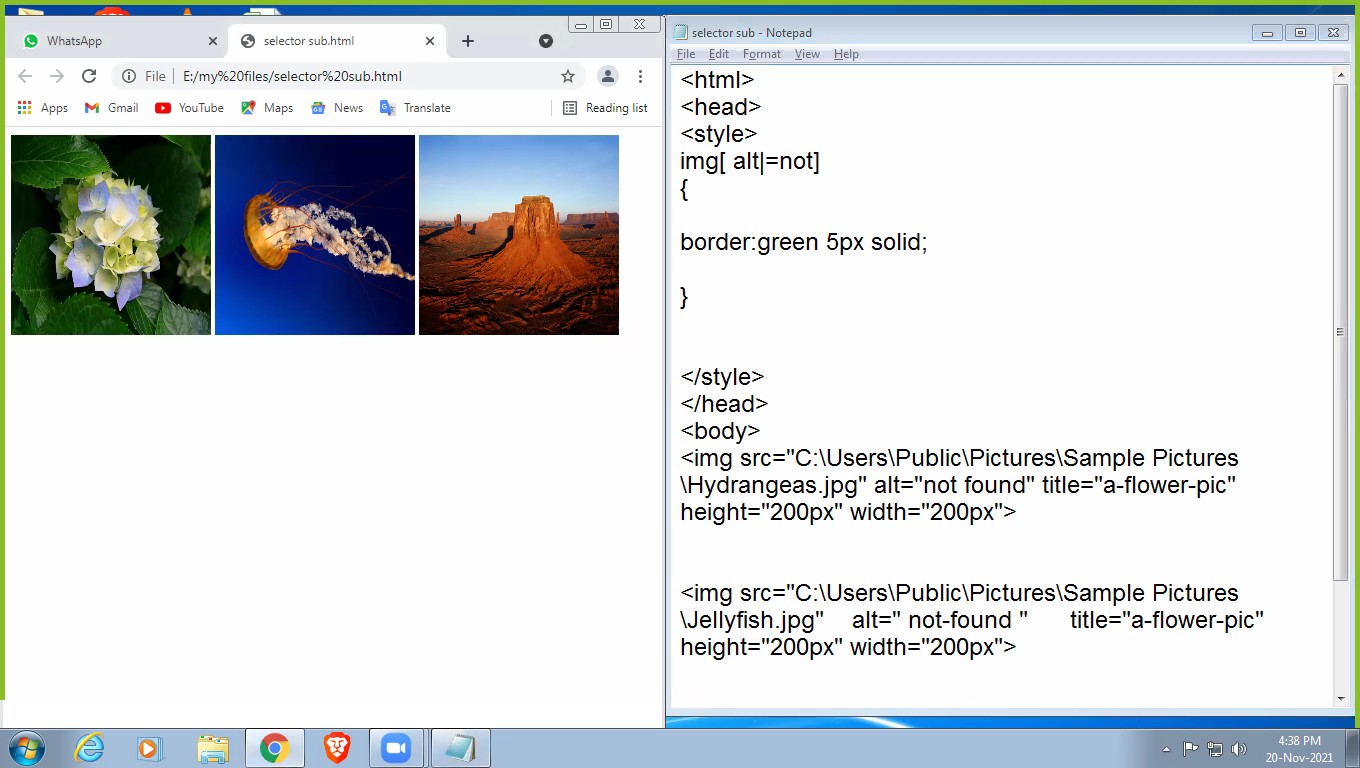 WhatsApp
selector sub.html
File
E:/my%20files/selector%20sub.html
Apps
Gmail
YouTube
Maps
News
Translate
Reading list
selector sub - Notepad
File Edit Format View Help
<html>
<head>
<style>
img[ alt|=not]
{
border:green 5px solid;
}
</style>
</head>
<body>
<img src="C:\Users\Public\Pictures\Sample Pictures
\Hydrangeas.jpg" alt="not found" title="a-flower-pic"
height="200px" width="200px">
<img src="C:\Users\Public\Pictures\Sample Pictures
\Jellyfish.jpg" alt=" not-found " title="a-flower-pic"
height="200px" width="200px">
4:38 PM
20-Nov-2021